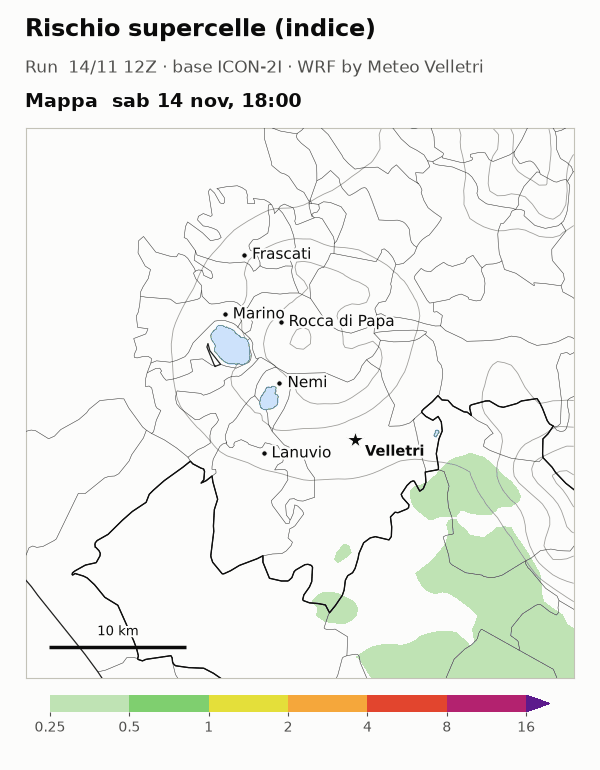 Rischio supercelle (indice)
Run  14/11 12Z · base ICON-2I · WRF by Meteo Velletri
Mappa  sab 14 nov, 18:00
Frascati
Marino
Rocca di Papa
Nemi
Velletri
Lanuvio
10 km
0.25 0.5 1 2 4 8 16